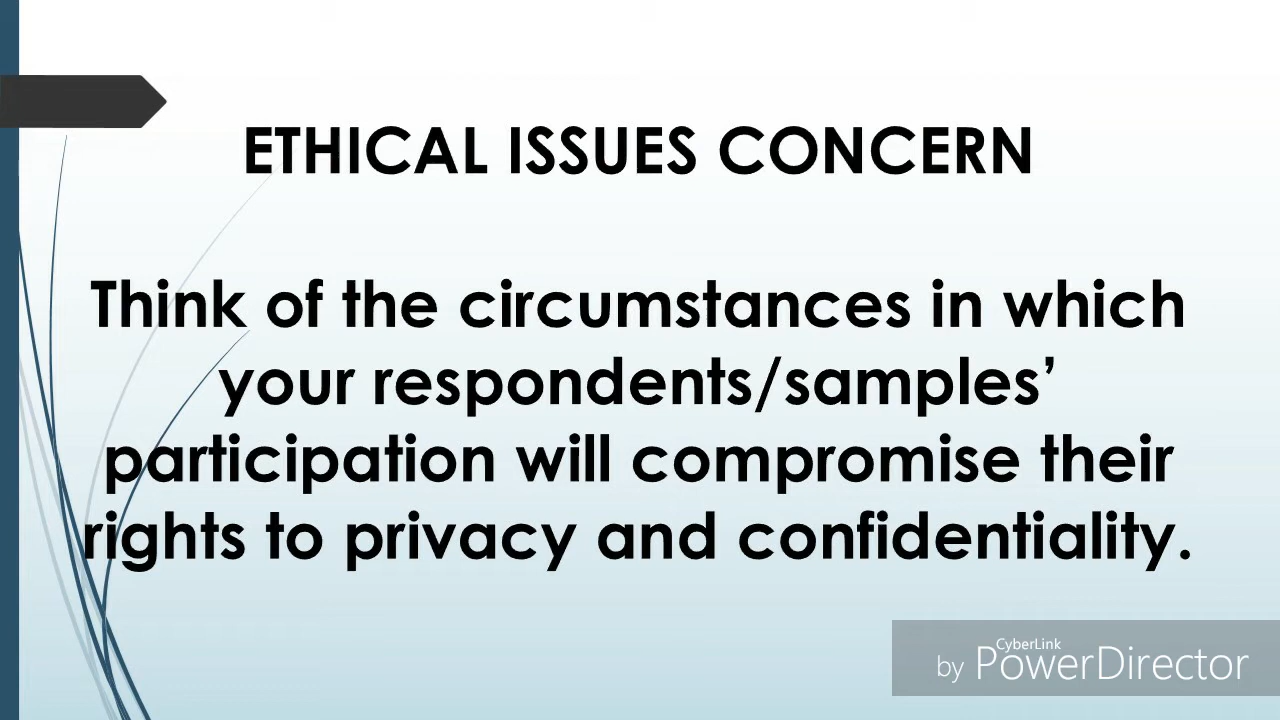 ETHICAL ISSUES CONCERN
Think of the circumstances in which
your respondents/samples’
participation will compromise their
rights to privacy and confidentiality.
CyberLink
by PowerDirector